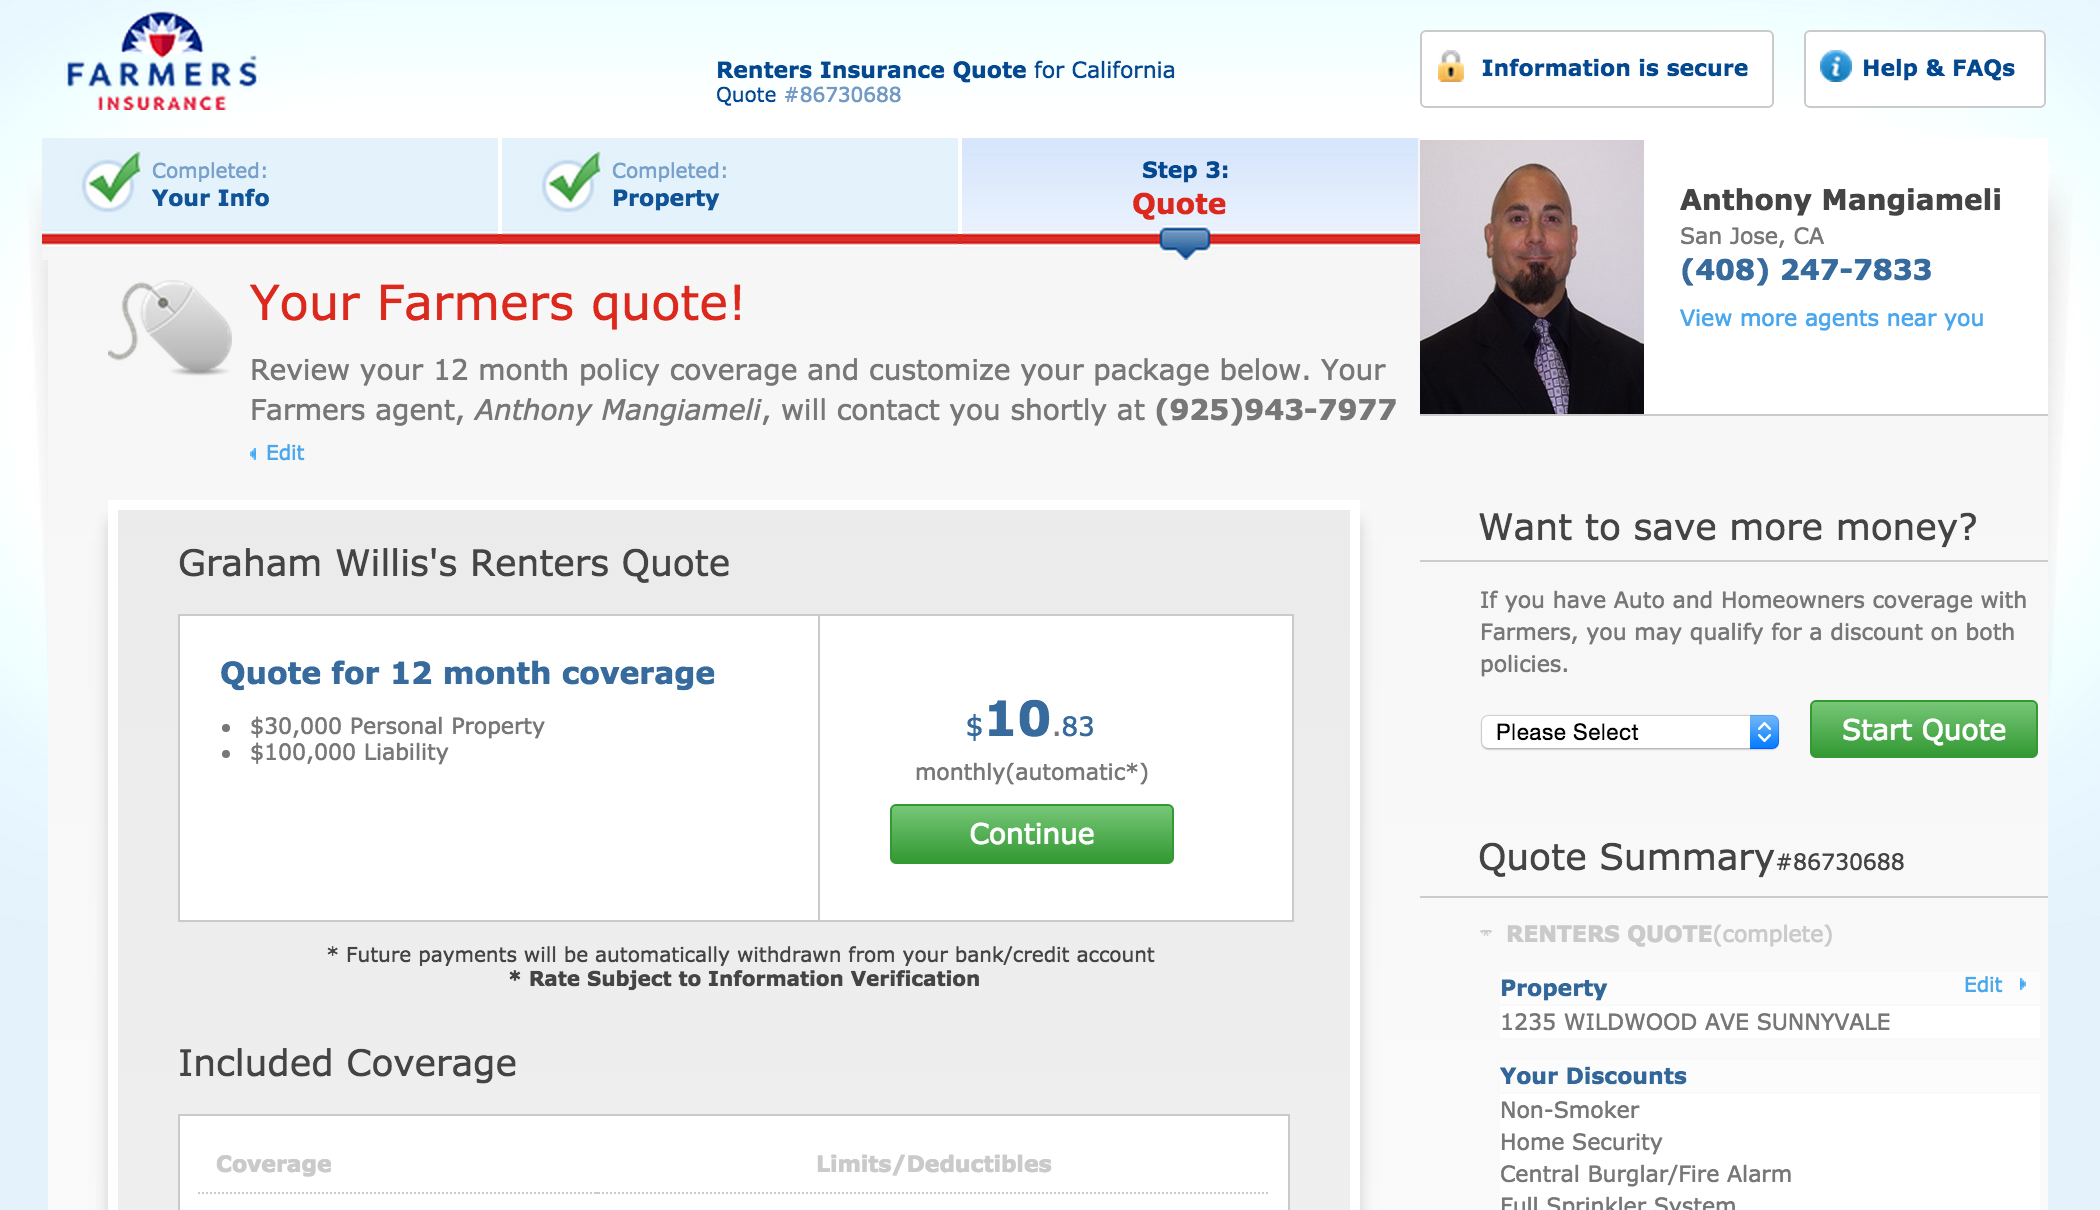 FARMERS
INSURANCE
Renters Insurance Quote for California
Quote #86730688
Information is secure
Help & FAQs
Completed:
Your Info
Completed:
Property
Step 3:
Quote
Anthony Mangiameli
San Jose, CA
(408) 247-7833
View more agents near you
Your Farmers quote!
Review your 12 month policy coverage and customize your package below. Your
Farmers agent, Anthony Mangiameli, will contact you shortly at (925)943-7977
Edit
Graham Willis's Renters Quote
Quote for 12 month coverage
• $30,000 Personal Property
• $100,000 Liability
$10.83
monthly(automatic*)
Continue
* Future payments will be automatically withdrawn from your bank/credit account
* Rate Subject to Information Verification
Included Coverage
Coverage
Limits/Deductibles
Want to save more money?
If you have Auto and Homeowners coverage with
Farmers, you may qualify for a discount on both
policies.
Please Select
Start Quote
Quote Summary#86730688
RENTERS QUOTE(complete)
Property
Edit
1235 WILDWOOD AVE SUNNYVALE
Your Discounts
Non-Smoker
Home Security
Central Burglar/Fire Alarm
Full Sprinkler System